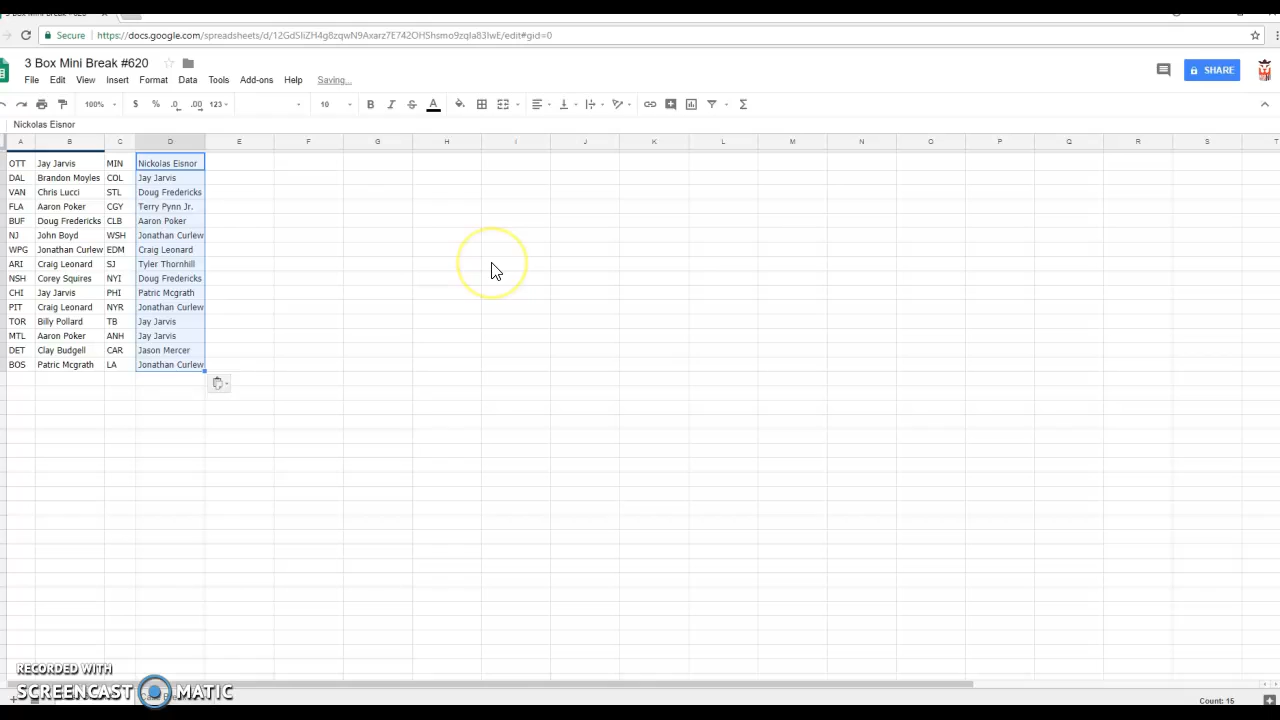 3 Box Mini Break #620
Secure https://docs.google.com/spreadsheets/d/12GdSIiZH4g8zqwN9Axarz7E742OHShsmo9zqIa83IwE/edit#gid=0
3 Box Mini Break #620
File Edit View Insert Format Data Tools Add-ons Help Saving...
SHARE
100% $ % .0 .00 123 10 B I S A
Nickolas Eisnor
A B C D E F G H I J K L M N O P Q R S T
OTT Jay Jarvis MIN Nickolas Eisnor
DAL Brandon Moyles COL Jay Jarvis
VAN Chris Lucci STL Doug Fredericks
FLA Aaron Poker CGY Terry Pynn Jr.
BUF Doug Fredericks CLB Aaron Poker
NJ John Boyd WSH Jonathan Curlew
WPG Jonathan Curlew EDM Craig Leonard
ARI Craig Leonard SJ Tyler Thornhill
NSH Corey Squires NYI Doug Fredericks
CHI Jay Jarvis PHI Patric Mcgrath
PIT Craig Leonard NYR Jonathan Curlew
TOR Billy Pollard TB Jay Jarvis
MTL Aaron Poker ANH Jay Jarvis
DET Clay Budgell CAR Jason Mercer
BOS Patric Mcgrath LA Jonathan Curlew
RECORDED WITH
SCREENCAST MATIC
Count: 15